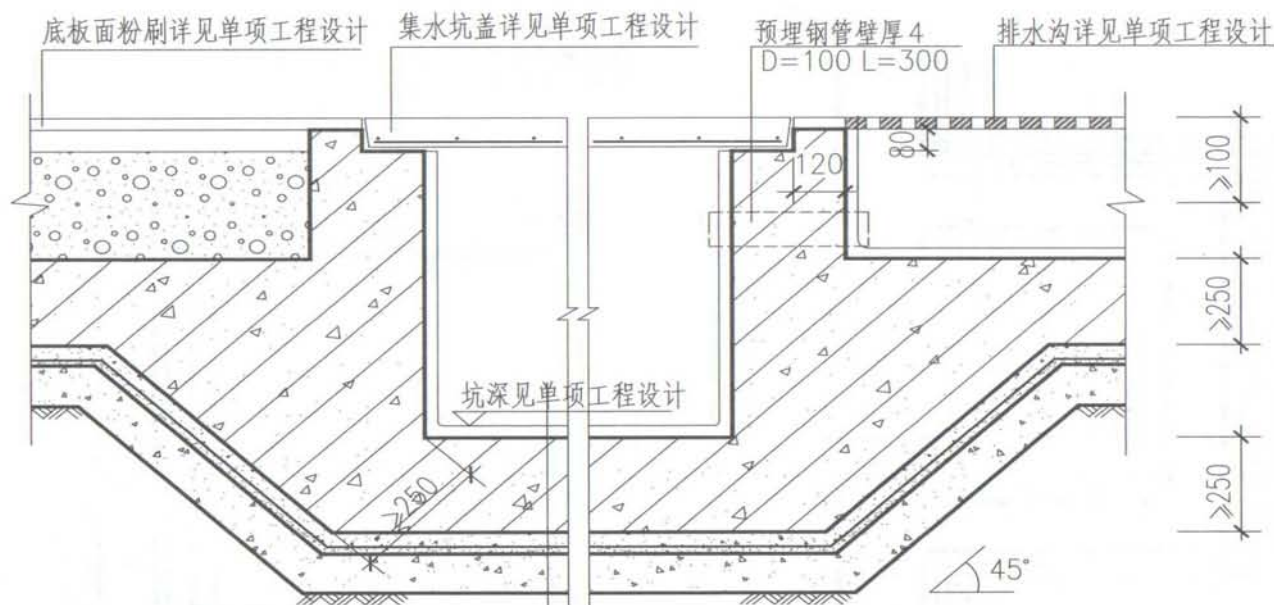 底板面粉刷详见单项工程设计
集水坑盖详见单项工程设计
预埋钢管壁厚4
D=100 L=300
排水沟详见单项工程设计
80
120
≥100
≥250
坑深见单项工程设计
≥250
≥250
45°